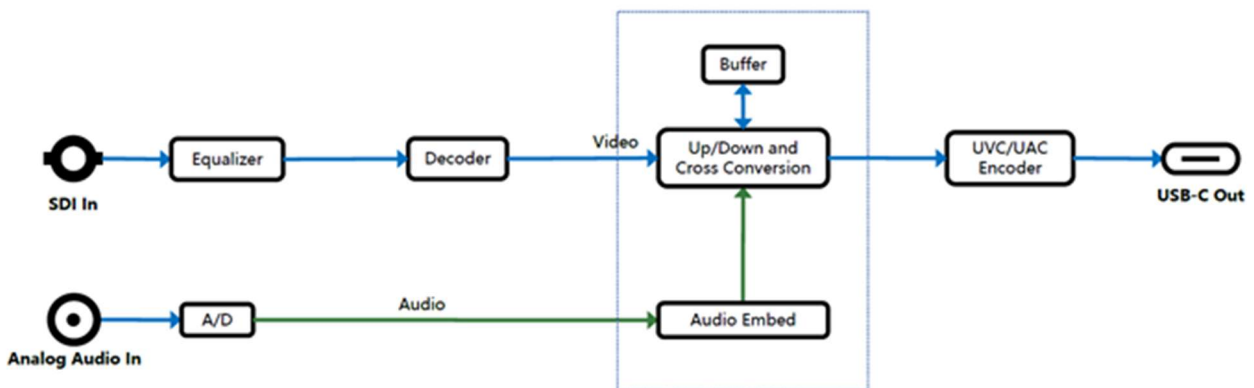 Buffer
Video
Equalizer
Decoder
Up/Down and
Cross Conversion
UVC/UAC
Encoder
SDI In
USB-C Out
Audio
A/D
Audio Embed
Analog Audio In